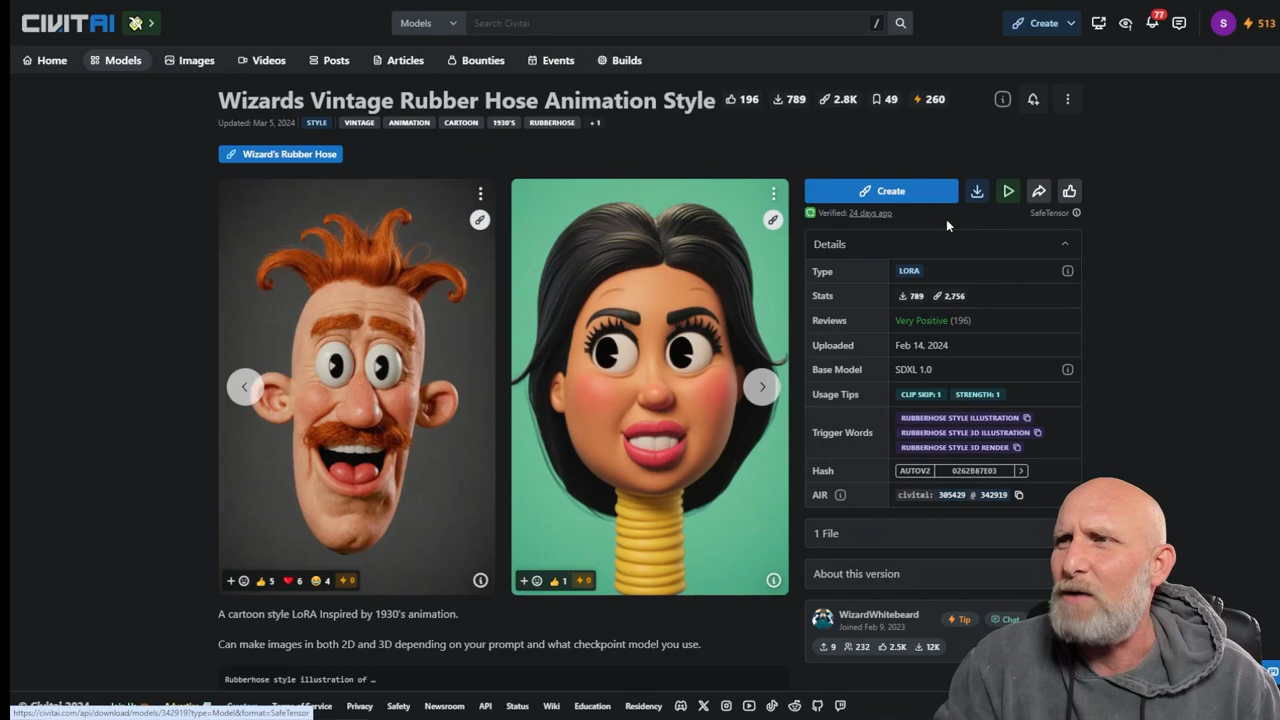 CIVITAI
Models
Search Civitai
/
Create
77
S
513
Home
Models
Images
Videos
Posts
Articles
Bounties
Events
Builds
Wizards Vintage Rubber Hose Animation Style
196
789
2.8K
49
260
Updated: Mar 5, 2024
STYLE
VINTAGE
ANIMATION
CARTOON
1930'S
RUBBERHOSE
+ 1
Wizard's Rubber Hose
Create
Verified: 24 days ago
SafeTensor
Details
Type
LORA
Stats
789
2,756
Reviews
Very Positive (196)
Uploaded
Feb 14, 2024
Base Model
SDXL 1.0
Usage Tips
CLIP SKIP: 1
STRENGTH: 1
Trigger Words
RUBBERHOSE STYLE ILLUSTRATION
RUBBERHOSE STYLE 3D ILLUSTRATION
RUBBERHOSE STYLE 3D RENDER
Hash
AUTOV2
0262B87E03
AIR
civitai: 305429 @ 342919
1 File
About this version
WizardWhitebeard
Joined Feb 9, 2023
Tip
Chat
9
232
2.5K
12K
5
6
4
0
1
0
A cartoon style LoRA Inspired by 1930's animation.
Can make images in both 2D and 3D depending on your prompt and what checkpoint model you use.
Rubberhose style illustration of …
Terms of Service
Privacy
Safety
Newsroom
API
Status
Wiki
Education
Residency
https://civitai.com/api/download/models/342919?type=Model&format=SafeTensor